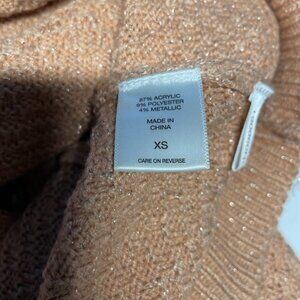 87% ACRYLIC
9% POLYESTER
4% METALLIC
MADE IN
CHINA
XS
CARE ON REVERSE